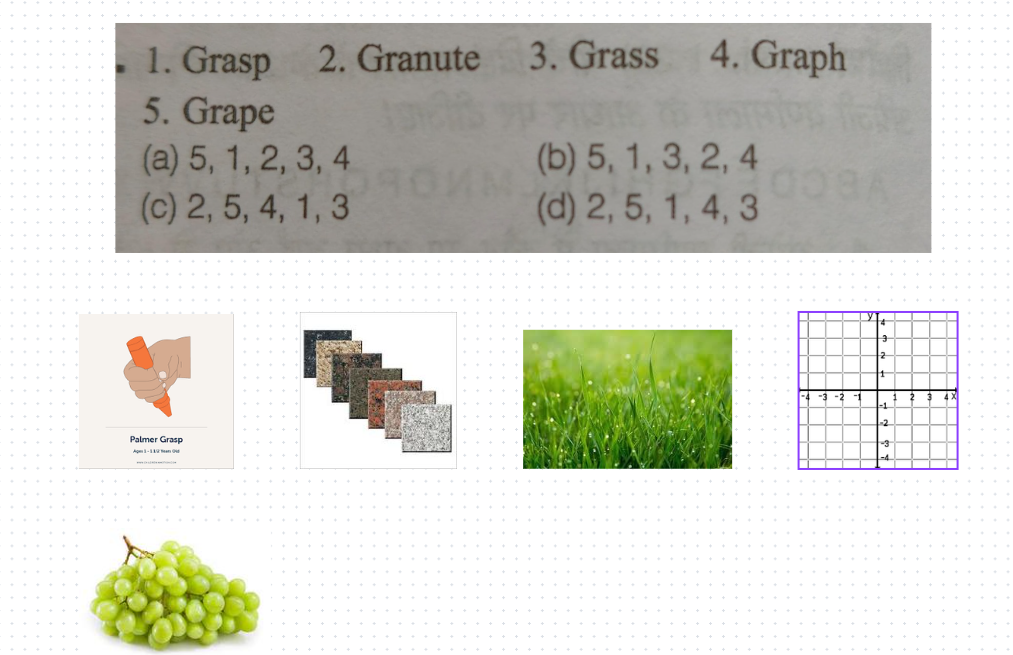 1. Grasp 2. Granute 3. Grass 4. Graph
5. Grape
(a) 5, 1, 2, 3, 4 (b) 5, 1, 3, 2, 4
(c) 2, 5, 4, 1, 3 (d) 2, 5, 1, 4, 3
Palmer Grasp
Ages 1 - 1 1/2 Years Old
y
4
3
2
1
-4 -3 -2 -1 1 2 3 4 X
-1
-2
-3
-4